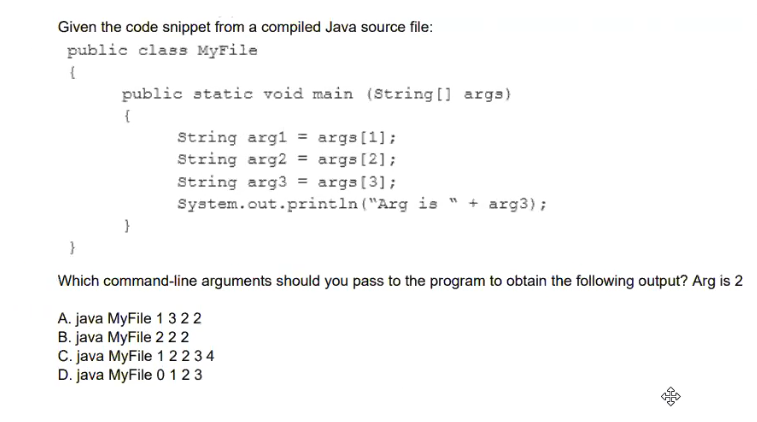 Given the code snippet from a compiled Java source file:
public class MyFile
{
public static void main (String[] args)
{
String arg1 = args[1];
String arg2 = args[2];
String arg3 = args[3];
System.out.println("Arg is " + arg3);
}
}
Which command-line arguments should you pass to the program to obtain the following output? Arg is 2
A. java MyFile 1 3 2 2
B. java MyFile 2 2 2
C. java MyFile 1 2 2 3 4
D. java MyFile 0 1 2 3